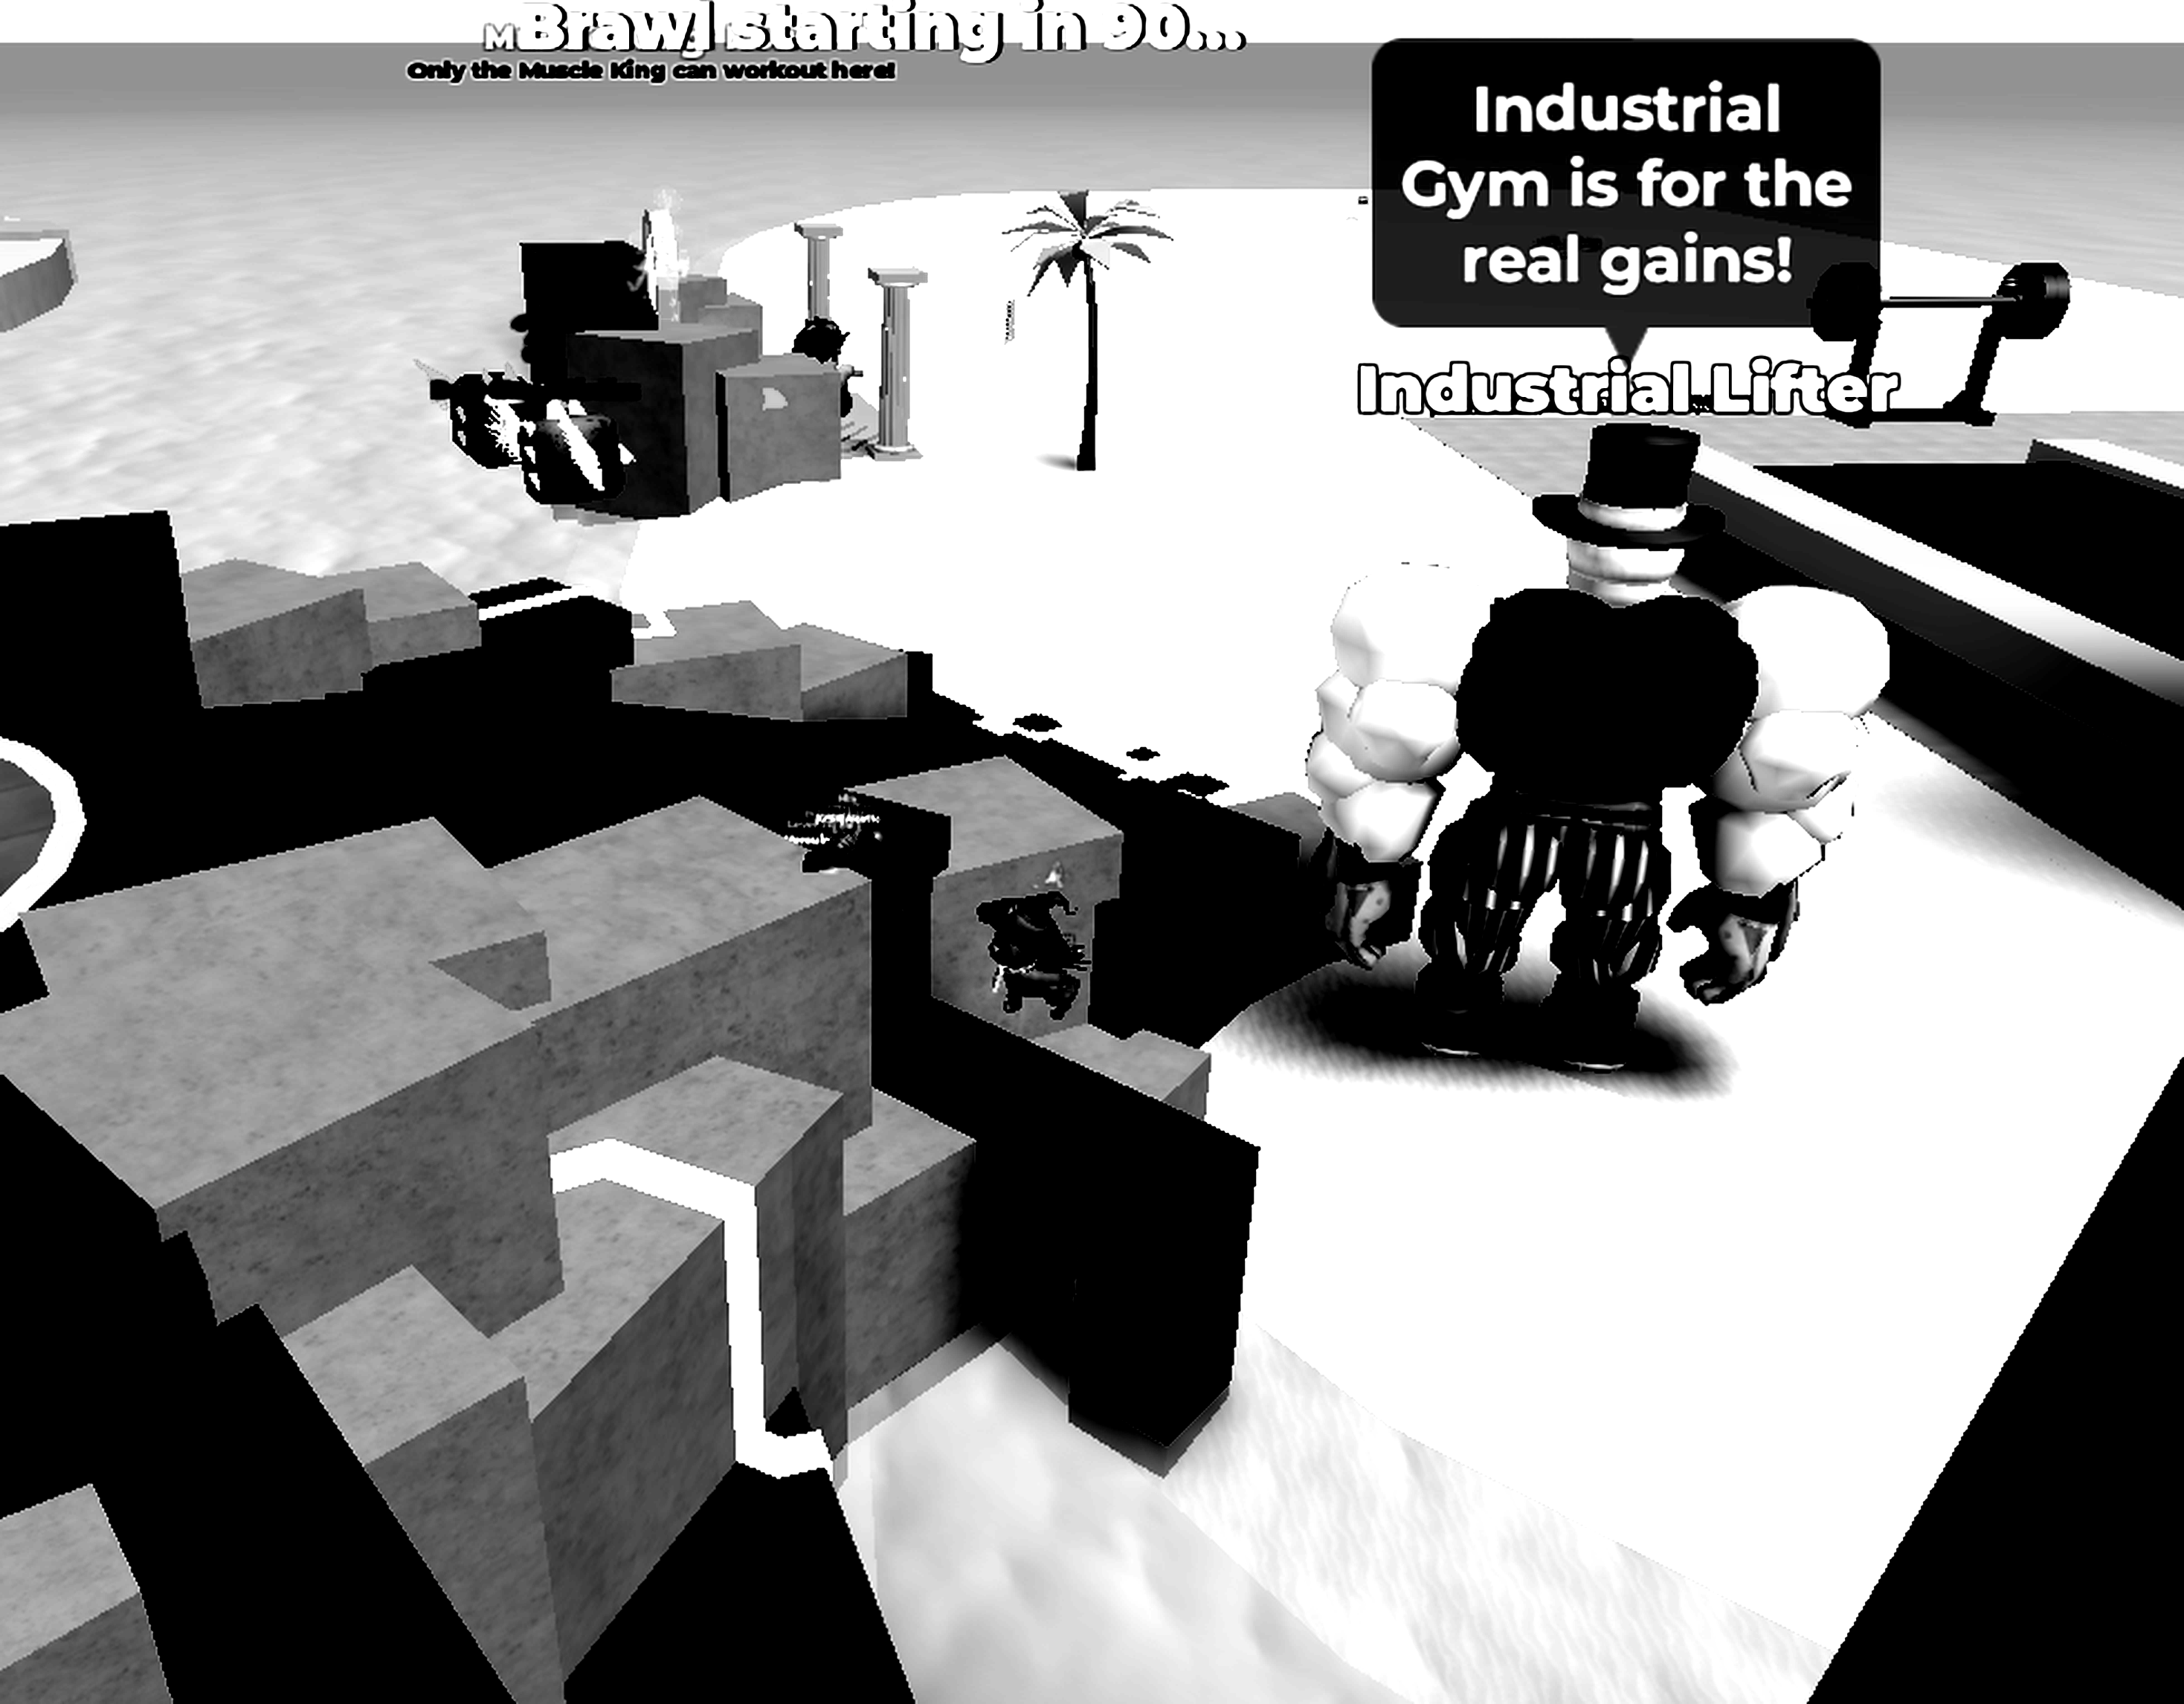 Brawl starting in 90...
Only the Muscle King can workout here!
Industrial
Gym is for the
real gains!
Industrial Lifter